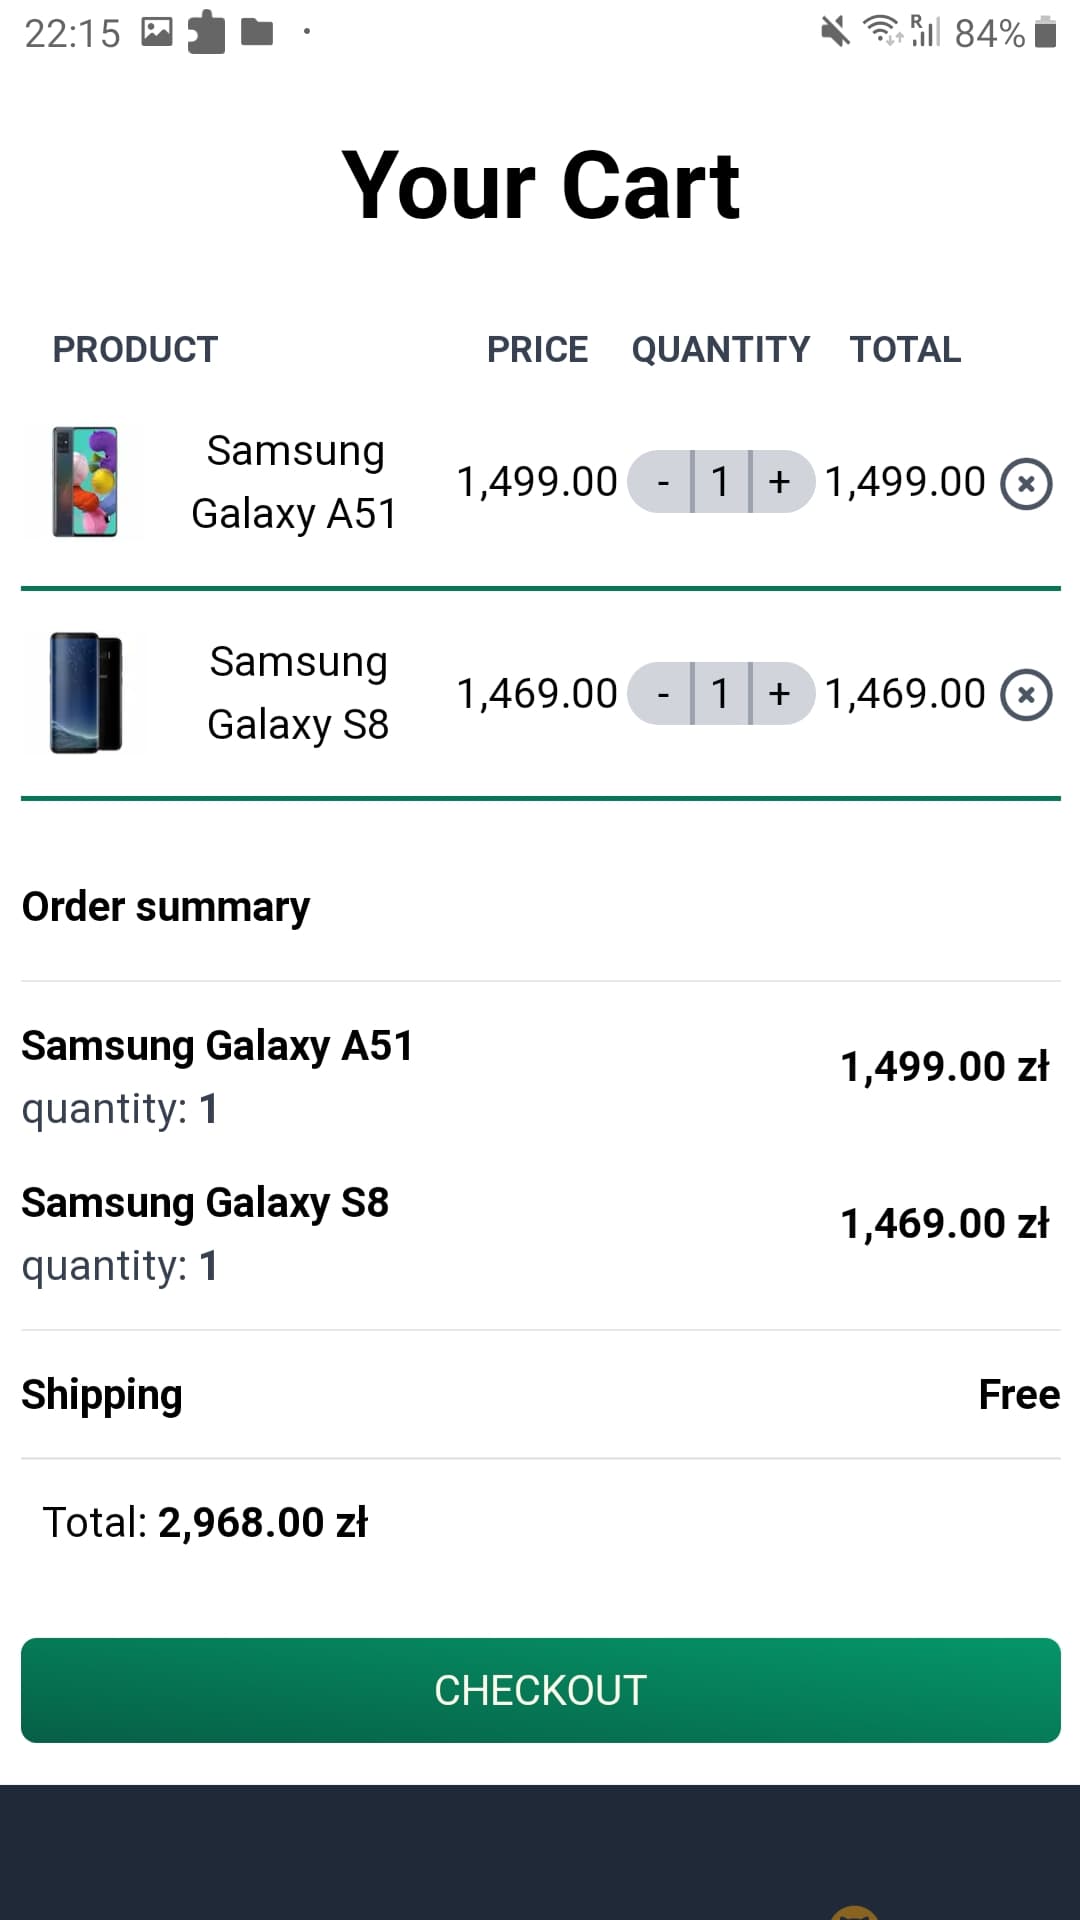 22:15 R 84%
Your Cart
PRODUCT PRICE QUANTITY TOTAL
Samsung
Galaxy A51
1,499.00 - 1 + 1,499.00
Samsung
Galaxy S8
1,469.00 - 1 + 1,469.00
Order summary
Samsung Galaxy A51
quantity: 1
1,499.00 zł
Samsung Galaxy S8
quantity: 1
1,469.00 zł
Shipping Free
Total: 2,968.00 zł
CHECKOUT